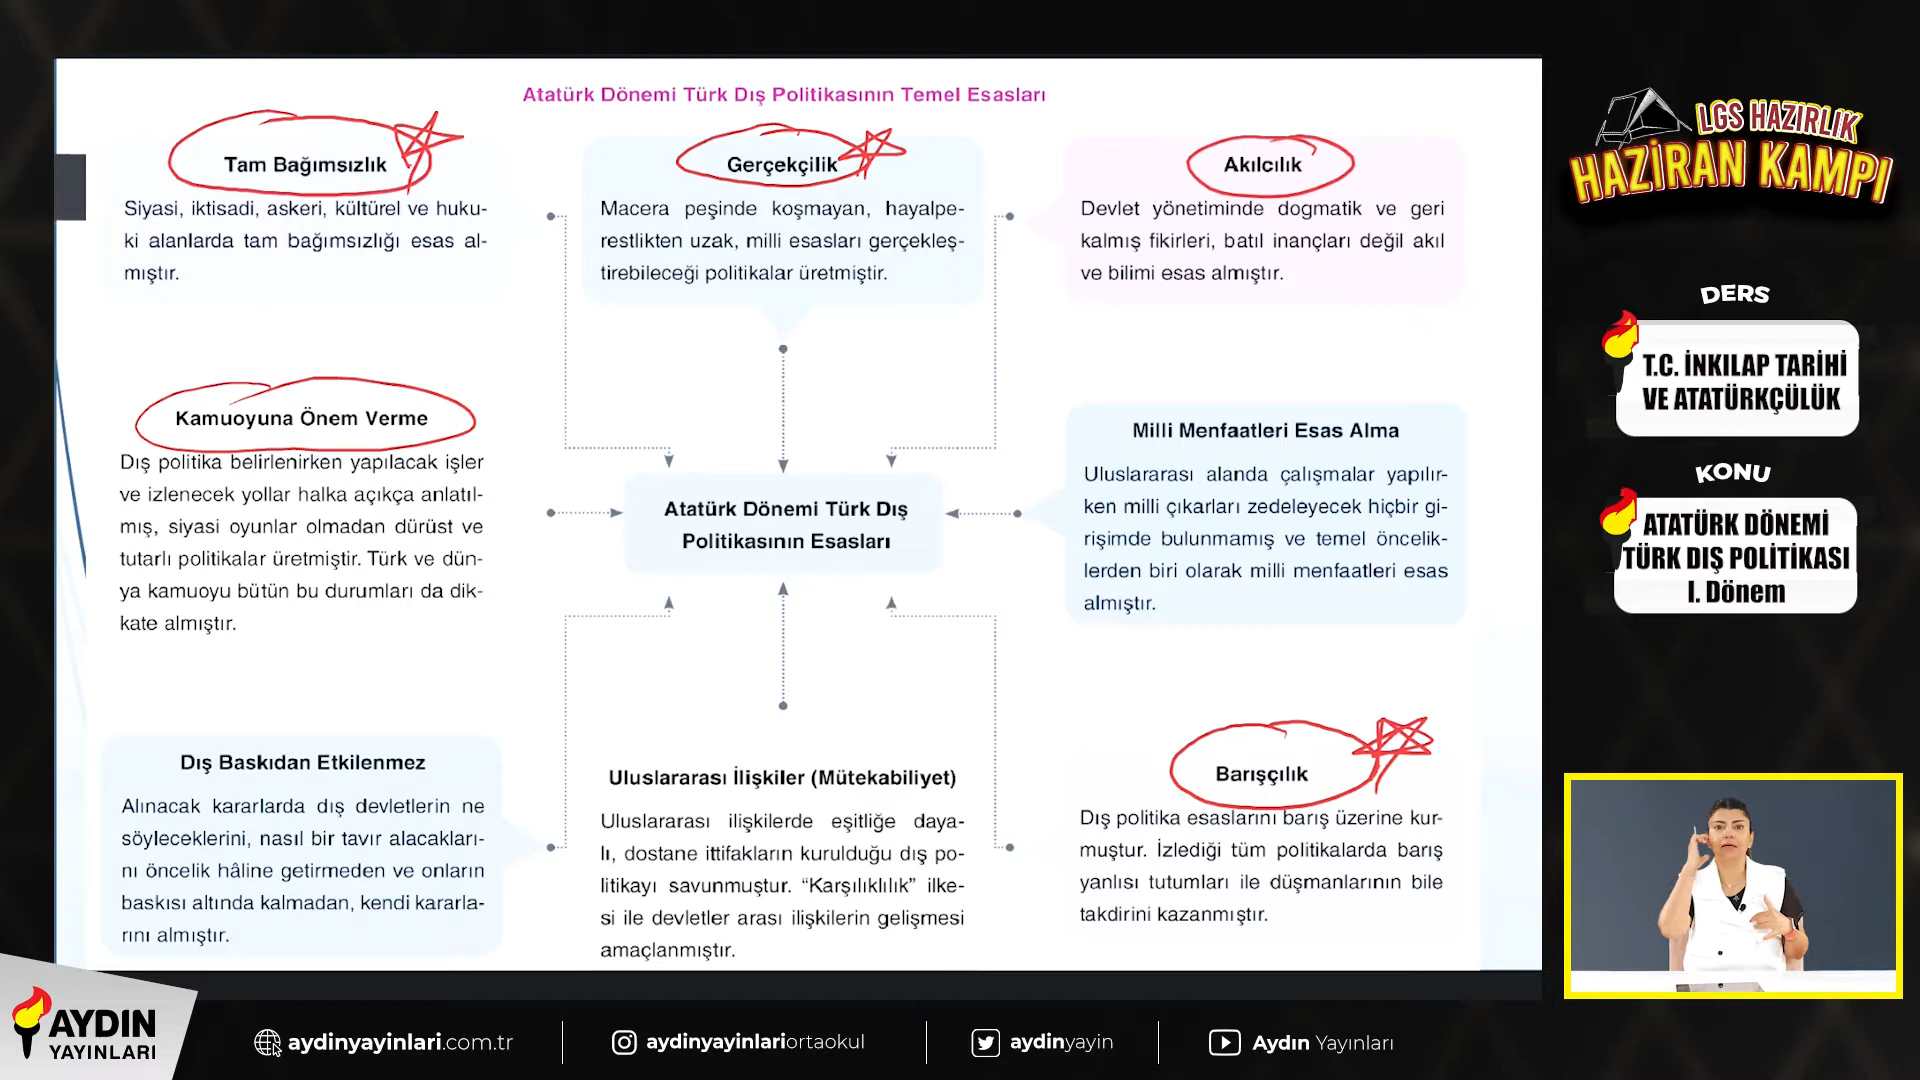 Atatürk Dönemi Türk Dış Politikasının Temel Esasları
Tam Bağımsızlık
Siyasi, iktisadi, askeri, kültürel ve huku-
ki alanlarda tam bağımsızlığı esas al-
mıştır.
Gerçekçilik
Macera peşinde koşmayan, hayalpe-
restlikten uzak, milli esasları gerçekleş-
tirebileceği politikalar üretmiştir.
Akılcılık
Devlet yönetiminde dogmatik ve geri
kalmış fikirleri, batıl inançları değil akıl
ve bilimi esas almıştır.
Kamuoyuna Önem Verme
Dış politika belirlenirken yapılacak işler
ve izlenecek yollar halka açıkça anlatıl-
mış, siyasi oyunlar olmadan dürüst ve
tutarlı politikalar üretmiştir. Türk ve dün-
ya kamuoyu bütün bu durumları da dik-
kate almıştır.
Atatürk Dönemi Türk Dış
Politikasının Esasları
Milli Menfaatleri Esas Alma
Uluslararası alanda çalışmalar yapılır-
ken milli çıkarları zedeleyecek hiçbir gi-
rişimde bulunmamış ve temel öncelik-
lerden biri olarak milli menfaatleri esas
almıştır.
Dış Baskıdan Etkilenmez
Alınacak kararlarda dış devletlerin ne
söyleceklerini, nasıl bir tavır alacakları-
nı öncelik hâline getirmeden ve onların
baskısı altında kalmadan, kendi kararla-
rını almıştır.
Uluslararası İlişkiler (Mütekabiliyet)
Uluslararası ilişkilerde eşitliğe daya-
lı, dostane ittifakların kurulduğu dış po-
litikayı savunmuştur. “Karşılıklılık” ilke-
si ile devletler arası ilişkilerin gelişmesi
amaçlanmıştır.
Barışçılık
Dış politika esaslarını barış üzerine kur-
muştur. İzlediği tüm politikalarda barış
yanlısı tutumları ile düşmanlarının bile
takdirini kazanmıştır.
LGS HAZIRLIK
HAZİRAN KAMPI
DERS
T.C. İNKILAP TARİHİ
VE ATATÜRKÇÜLÜK
KONU
ATATÜRK DÖNEMİ
TÜRK DIŞ POLİTİKASI
I. Dönem
AYDIN
YAYINLARI
aydinyayinlari.com.tr
aydinyayinlariortaokul
aydinyayin
Aydın Yayınları